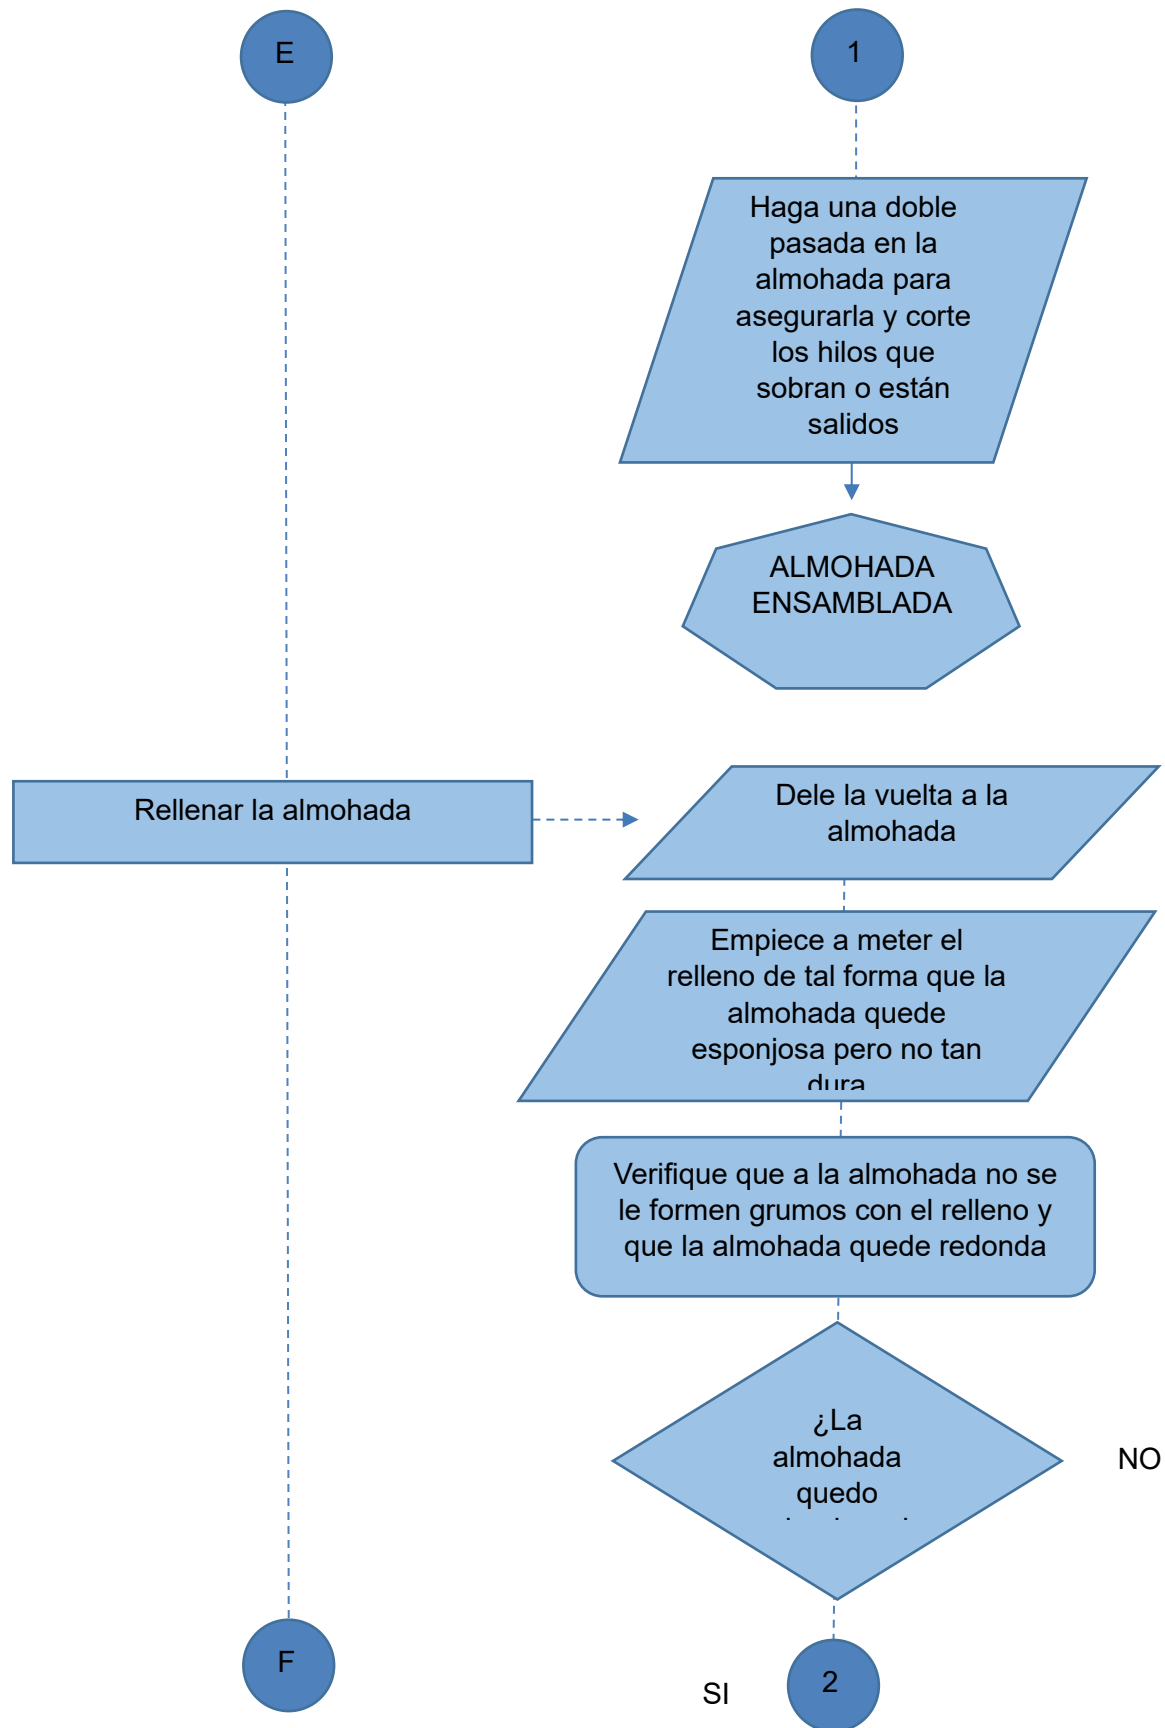 E
1
Haga una doble
pasada en la
almohada para
asegurarla y corte
los hilos que
sobran o están
salidos
ALMOHADA
ENSAMBLADA
Rellenar la almohada
Dele la vuelta a la
almohada
Empiece a meter el
relleno de tal forma que la
almohada quede
esponjosa pero no tan
dura
Verifique que a la almohada no se
le formen grumos con el relleno y
que la almohada quede redonda
¿La
almohada
quedo
NO
F
SI
2